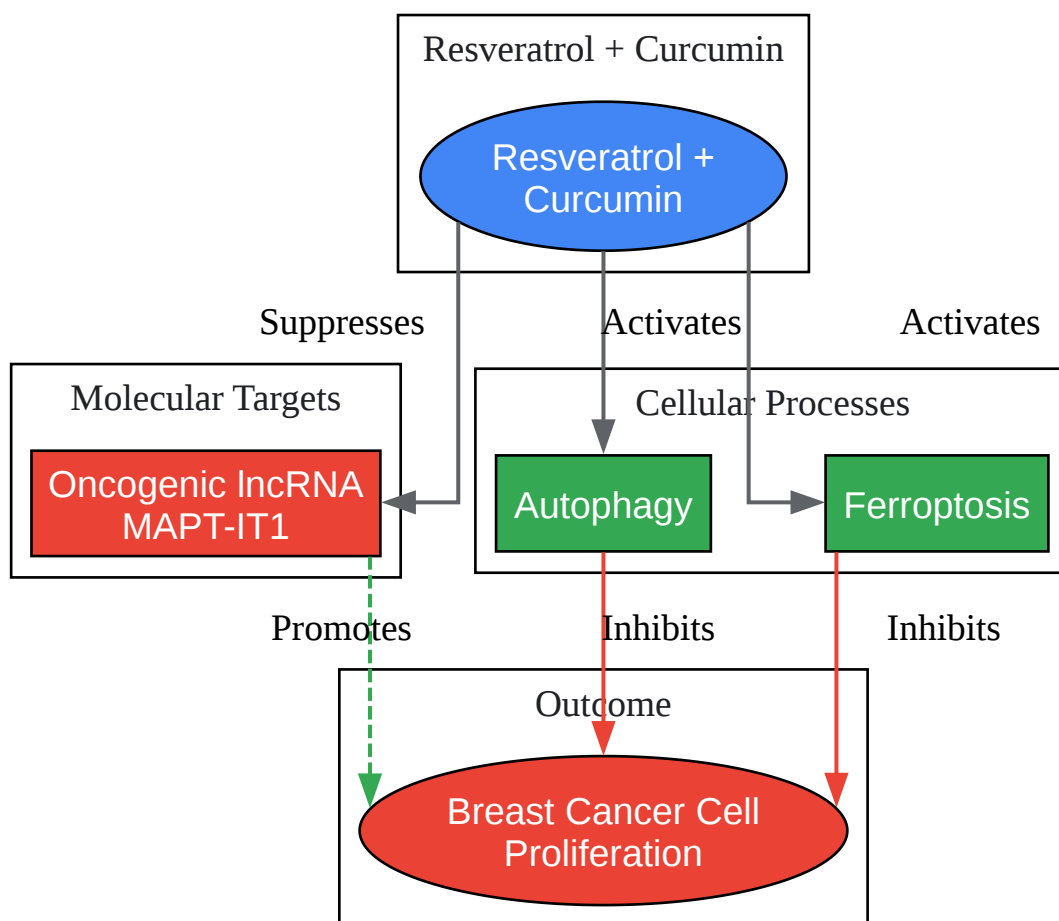 Resveratrol + Curcumin
Resveratrol +
Curcumin
Suppresses
Activates
Activates
Molecular Targets
Cellular Processes
Oncogenic lncRNA
MAPT-IT1
Autophagy
Ferroptosis
Promotes
Inhibits
Inhibits
Outcome
Breast Cancer Cell
Proliferation